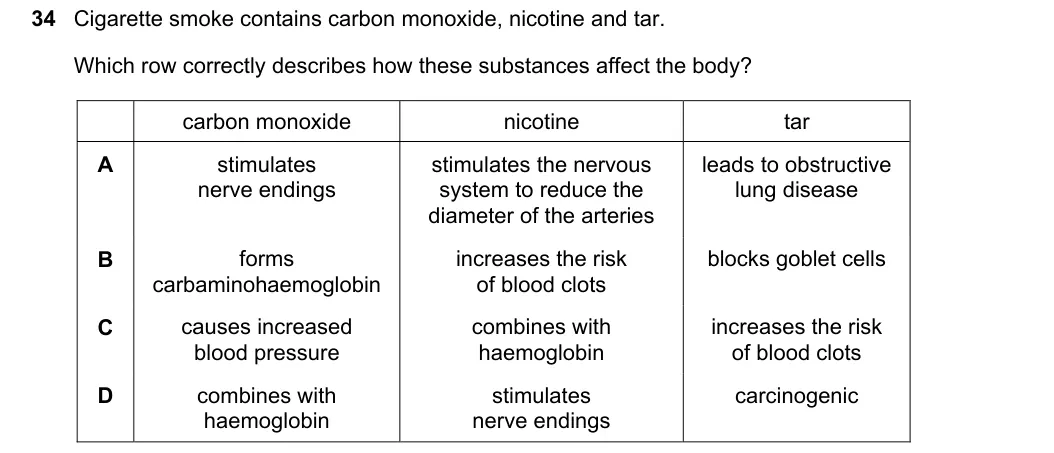 34 Cigarette smoke contains carbon monoxide, nicotine and tar.
Which row correctly describes how these substances affect the body?
carbon monoxide nicotine tar
A stimulates nerve endings stimulates the nervous system to reduce the diameter of the arteries leads to obstructive lung disease
B forms carbaminohaemoglobin increases the risk of blood clots blocks goblet cells
C causes increased blood pressure combines with haemoglobin increases the risk of blood clots
D combines with haemoglobin stimulates nerve endings carcinogenic